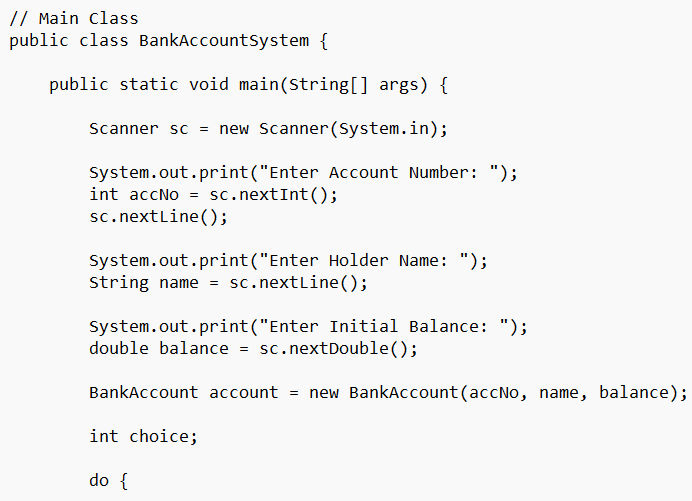 // Main Class
public class BankAccountSystem {
public static void main(String[] args) {
Scanner sc = new Scanner(System.in);
System.out.print("Enter Account Number: ");
int accNo = sc.nextInt();
sc.nextLine();
System.out.print("Enter Holder Name: ");
String name = sc.nextLine();
System.out.print("Enter Initial Balance: ");
double balance = sc.nextDouble();
BankAccount account = new BankAccount(accNo, name, balance);
int choice;
do {